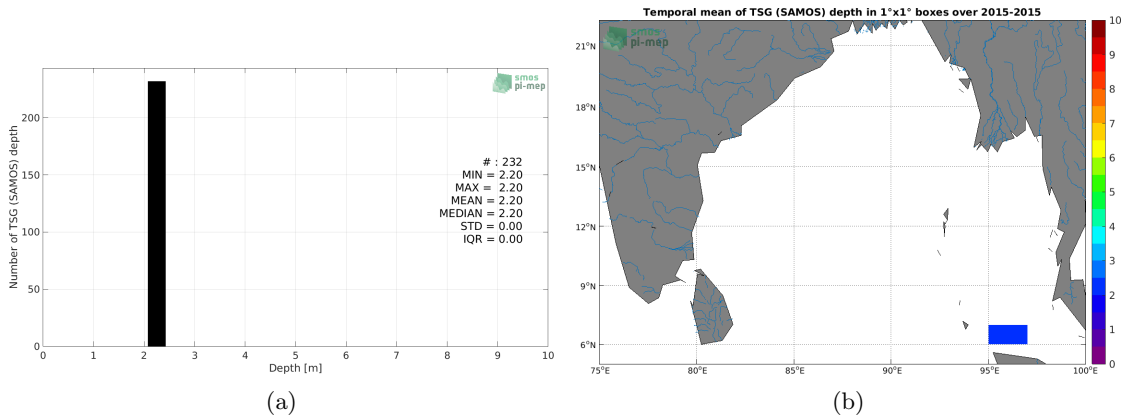 smos
pi-mep
Number of TSG (SAMOS) depth
200
150
100
50
0
# : 232
MIN = 2.20
MAX = 2.20
MEAN = 2.20
MEDIAN = 2.20
STD = 0.00
IQR = 0.00
0 1 2 3 4 5 6 7 8 9 10
Depth [m]
(a)
Temporal mean of TSG (SAMOS) depth in 1°x1° boxes over 2015-2015
smos
pi-mep
21°N
18°N
15°N
12°N
9°N
6°N
75°E 80°E 85°E 90°E 95°E 100°E
10
9
8
7
6
5
4
3
2
1
0
(b)